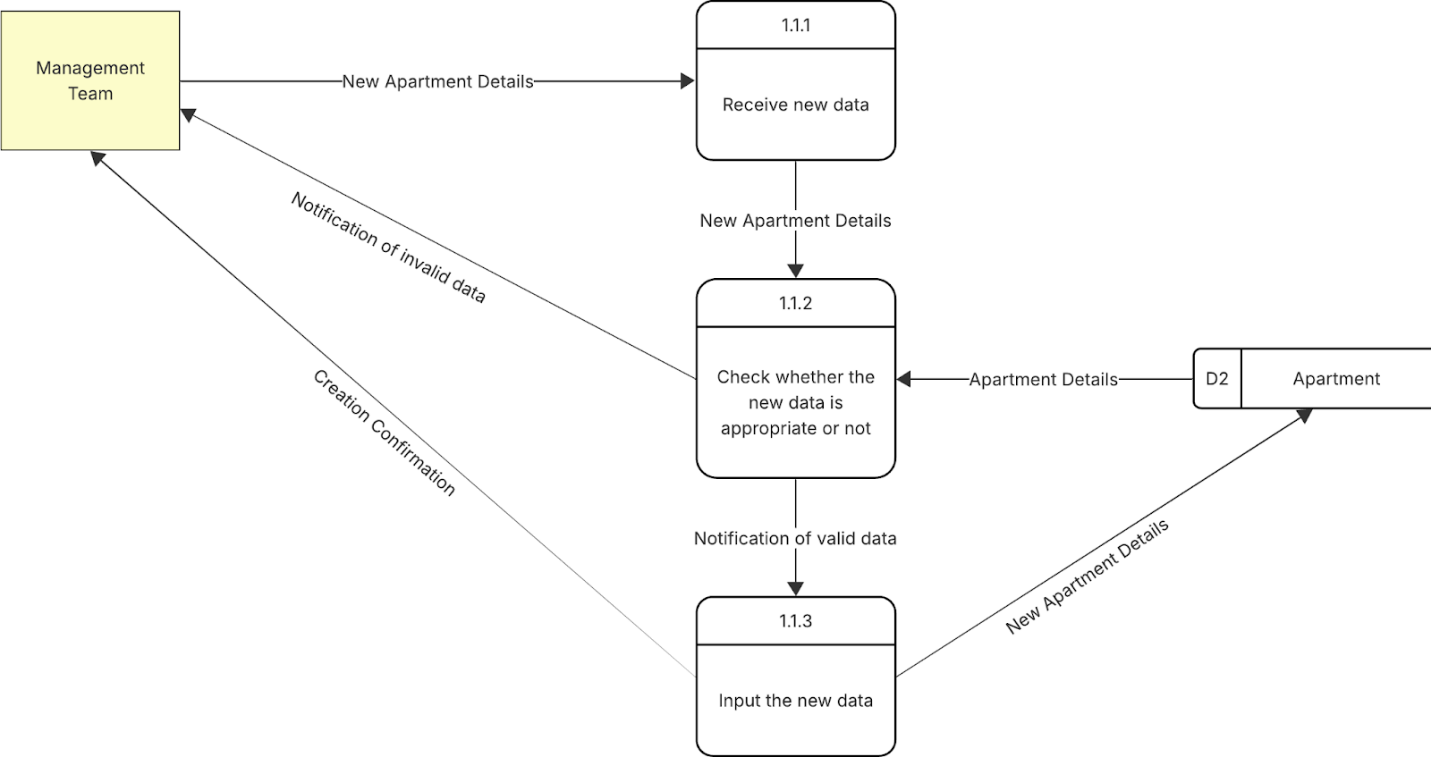 1.1.1
Management
Team
New Apartment Details
Receive new data
Notification of invalid data
New Apartment Details
1.1.2
Check whether the
new data is
appropriate or not
Apartment Details
D2
Apartment
Creation Confirmation
Notification of valid data
New Apartment Details
1.1.3
Input the new data